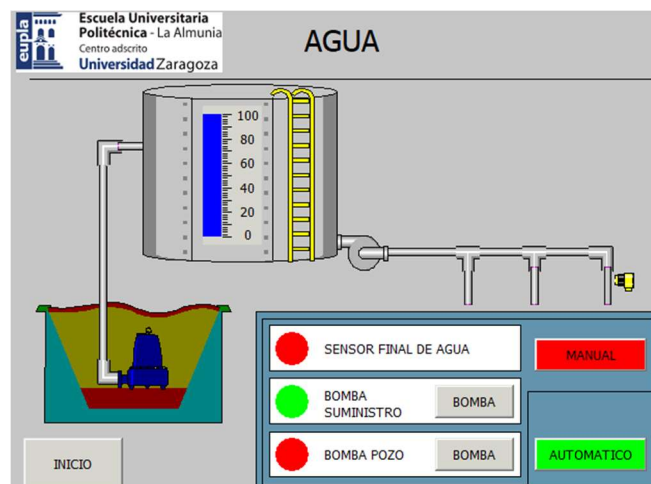 eupla
Escuela Universitaria
Politécnica - La Almunia
Centro adscrito
Universidad Zaragoza
AGUA
100
80
60
40
20
0
SENSOR FINAL DE AGUA
MANUAL
BOMBA
SUMINISTRO
BOMBA
BOMBA POZO
BOMBA
AUTOMATICO
INICIO